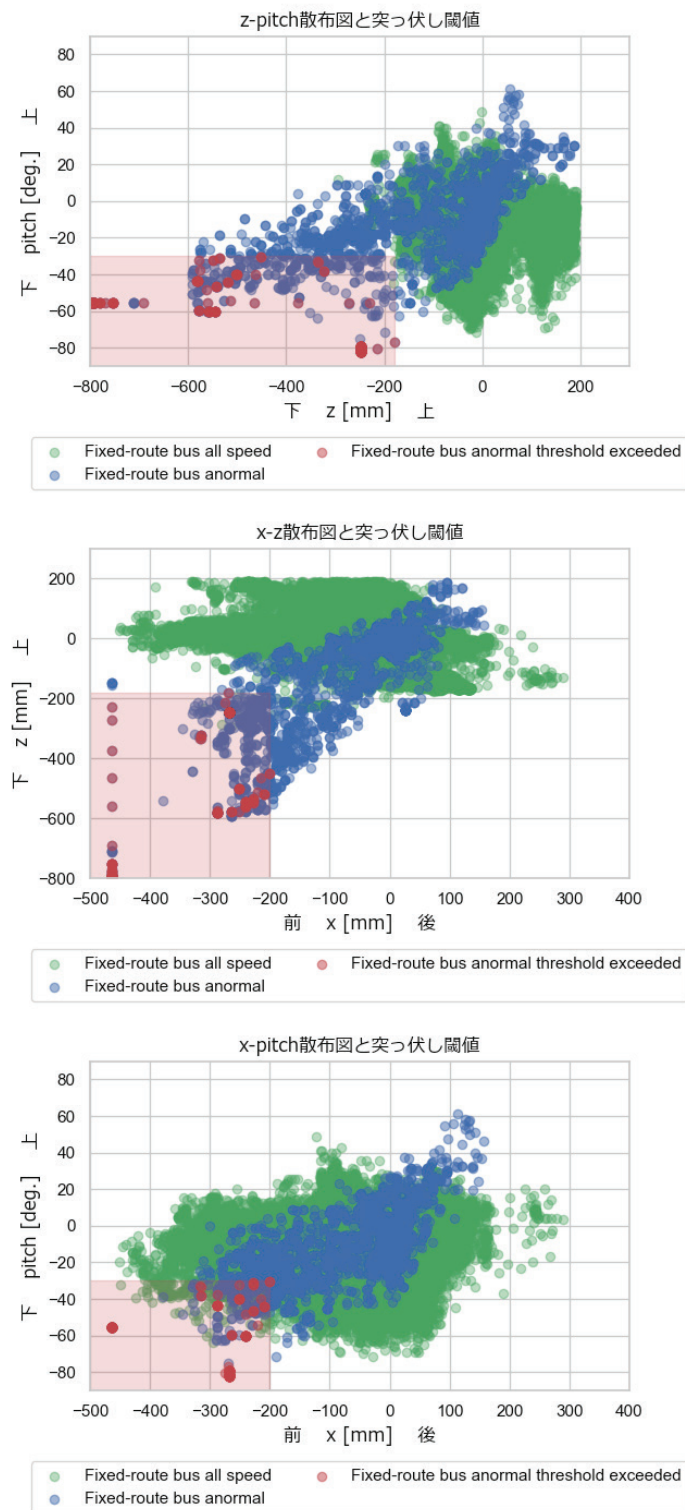 z-pitch散布図と突っ伏し閾値
80
60
40
20
0
−20
−40
−60
−80
下 pitch [deg.] 上
−800 −600 −400 −200 0 200
下 z [mm] 上
Fixed-route bus all speed
Fixed-route bus anormal threshold exceeded
Fixed-route bus anormal
x-z散布図と突っ伏し閾値
200
0
−200
−400
−600
−800
下 z [mm] 上
−500 −400 −300 −200 −100 0 100 200 300 400
前 x [mm] 後
Fixed-route bus all speed
Fixed-route bus anormal threshold exceeded
Fixed-route bus anormal
x-pitch散布図と突っ伏し閾値
80
60
40
20
0
−20
−40
−60
−80
下 pitch [deg.] 上
−500 −400 −300 −200 −100 0 100 200 300 400
前 x [mm] 後
Fixed-route bus all speed
Fixed-route bus anormal threshold exceeded
Fixed-route bus anormal